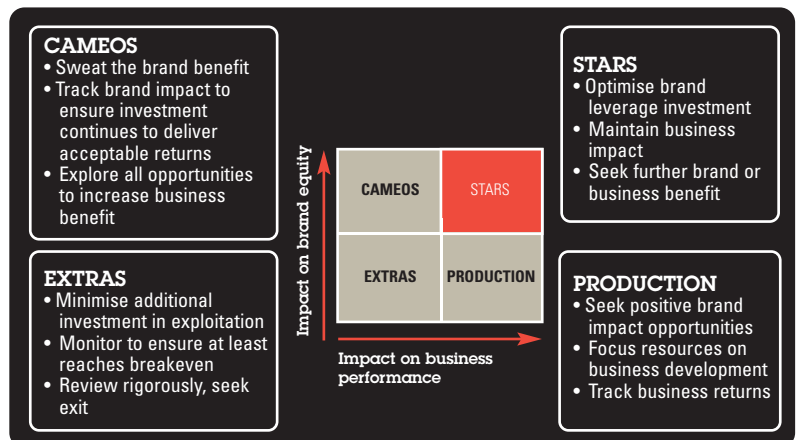 CAMEOS
• Sweat the brand benefit
• Track brand impact to
ensure investment
continues to deliver
acceptable returns
• Explore all opportunities
to increase business
benefit
EXTRAS
• Minimise additional
investment in exploitation
• Monitor to ensure at least
reaches breakeven
• Review rigorously, seek
exit
Impact on brand equity
CAMEOS
STARS
EXTRAS
PRODUCTION
Impact on business
performance
STARS
• Optimise brand
leverage investment
• Maintain business
impact
• Seek further brand or
business benefit
PRODUCTION
• Seek positive brand
impact opportunities
• Focus resources on
business development
• Track business returns